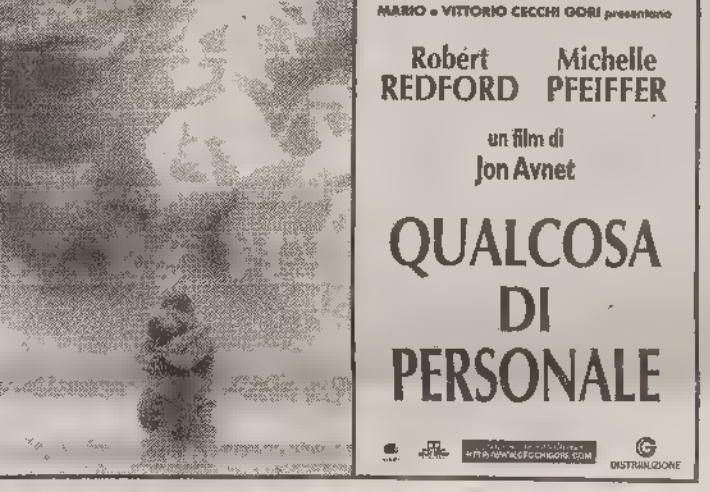 MARIO e VITTORIO CECCHI GORI presentano
Robert Michelle
REDFORD PFEIFFER
un film di
Jon Avnet
QUALCOSA
DI
PERSONALE
HTTP://WWW.CECCHIGORI.COM
DISTRIBUZIONE